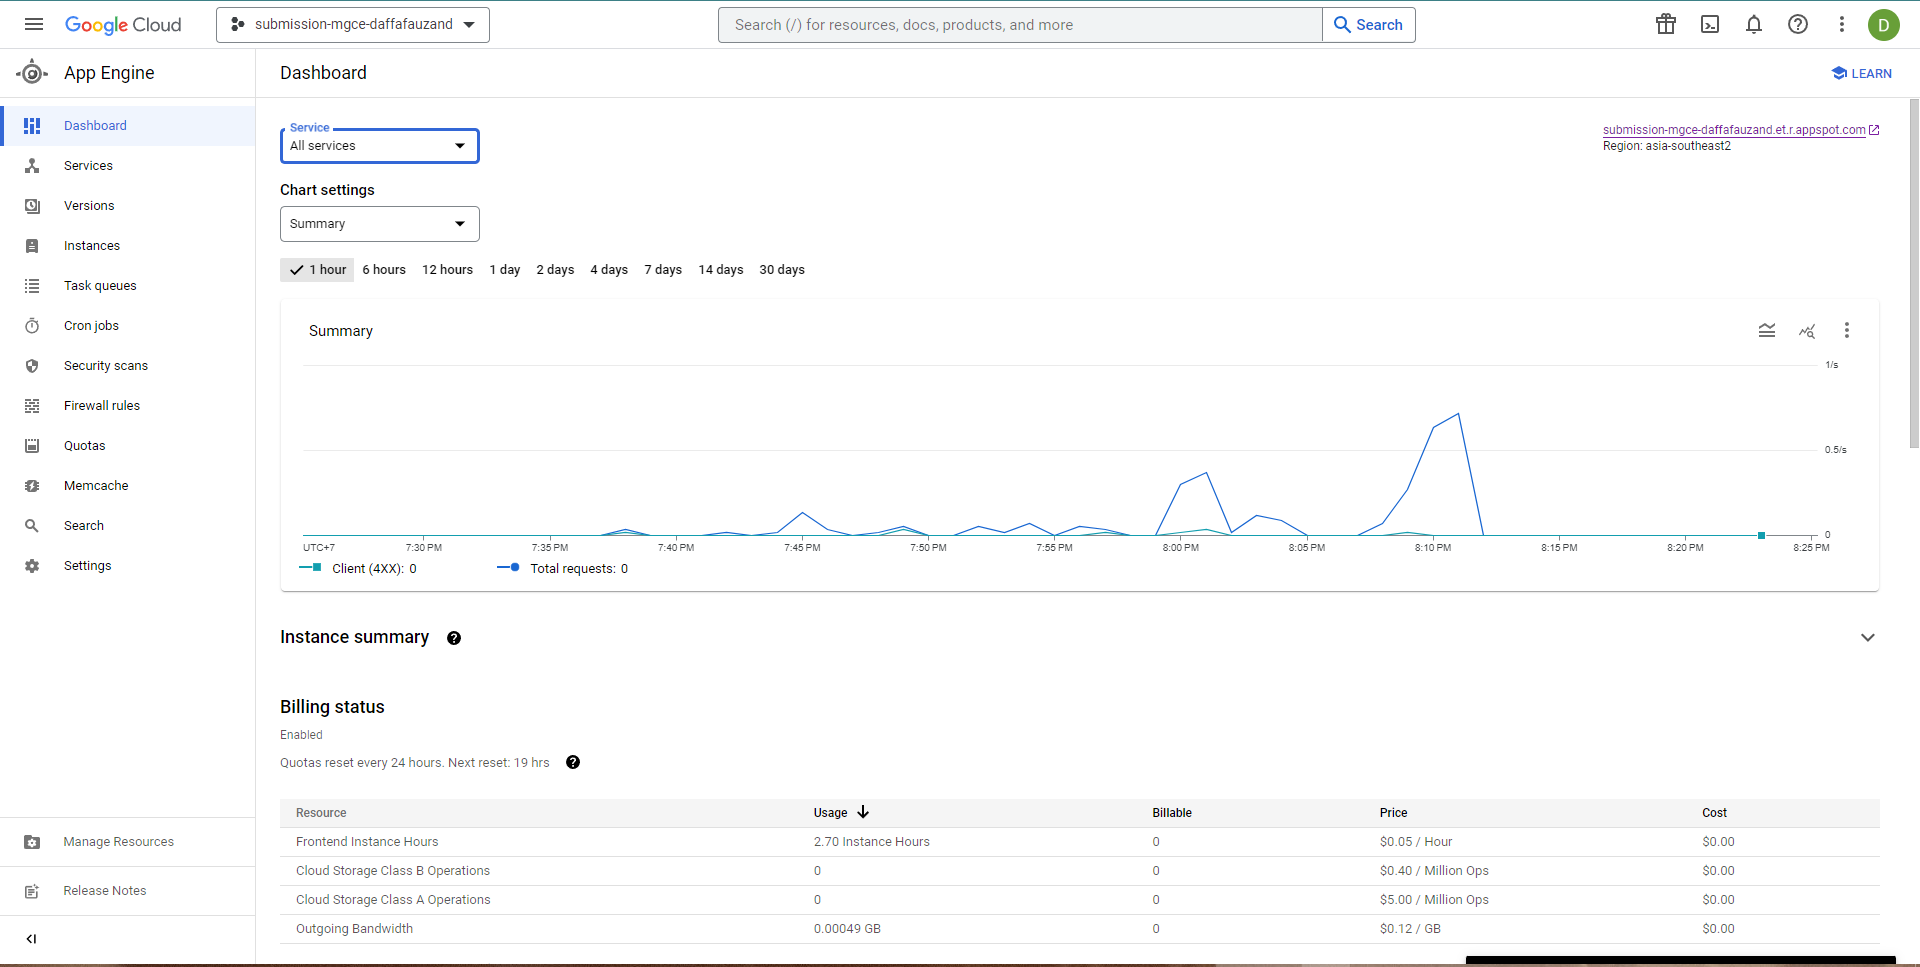 Google Cloud
submission-mgce-daffafauzand
Search (/) for resources, docs, products, and more
Search
D
App Engine
Dashboard
LEARN
Dashboard
Services
Versions
Instances
Task queues
Cron jobs
Security scans
Firewall rules
Quotas
Memcache
Search
Settings
Manage Resources
Release Notes
Service
All services
submission-mgce-daffafauzand.et.r.appspot.com
Region: asia-southeast2
Chart settings
Summary
1 hour 6 hours 12 hours 1 day 2 days 4 days 7 days 14 days 30 days
Summary
1/s
0.5/s
0
UTC+7 7:30 PM 7:35 PM 7:40 PM 7:45 PM 7:50 PM 7:55 PM 8:00 PM 8:05 PM 8:10 PM 8:15 PM 8:20 PM 8:25 PM
Client (4XX): 0 Total requests: 0
Instance summary
Billing status
Enabled
Quotas reset every 24 hours. Next reset: 19 hrs
Resource Usage Billable Price Cost
Frontend Instance Hours 2.70 Instance Hours 0 $0.05 / Hour $0.00
Cloud Storage Class B Operations 0 0 $0.40 / Million Ops $0.00
Cloud Storage Class A Operations 0 0 $5.00 / Million Ops $0.00
Outgoing Bandwidth 0.00049 GB 0 $0.12 / GB $0.00